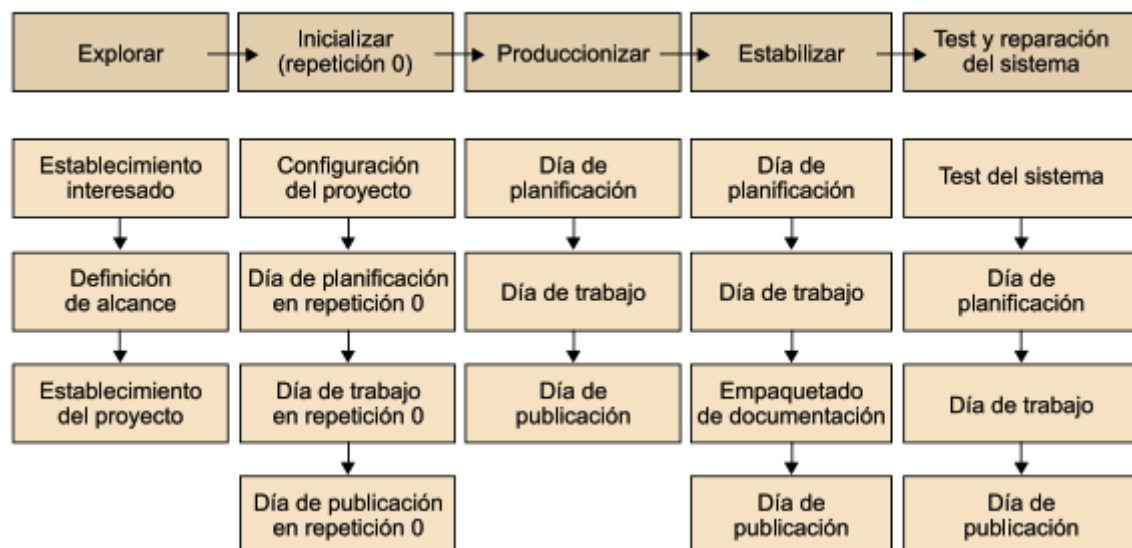 Explorar
Inicializar
(repetición 0)
Produccionizar
Estabilizar
Test y reparación
del sistema
Establecimiento
interesado
Definición
de alcance
Establecimiento
del proyecto
Configuración
del proyecto
Día de planificación
en repetición 0
Día de trabajo
en repetición 0
Día de publicación
en repetición 0
Día de
planificación
Día de trabajo
Día de
publicación
Día de
planificación
Día de trabajo
Empaquetado
de documentación
Día de
publicación
Test del sistema
Día de
planificación
Día de trabajo
Día de
publicación